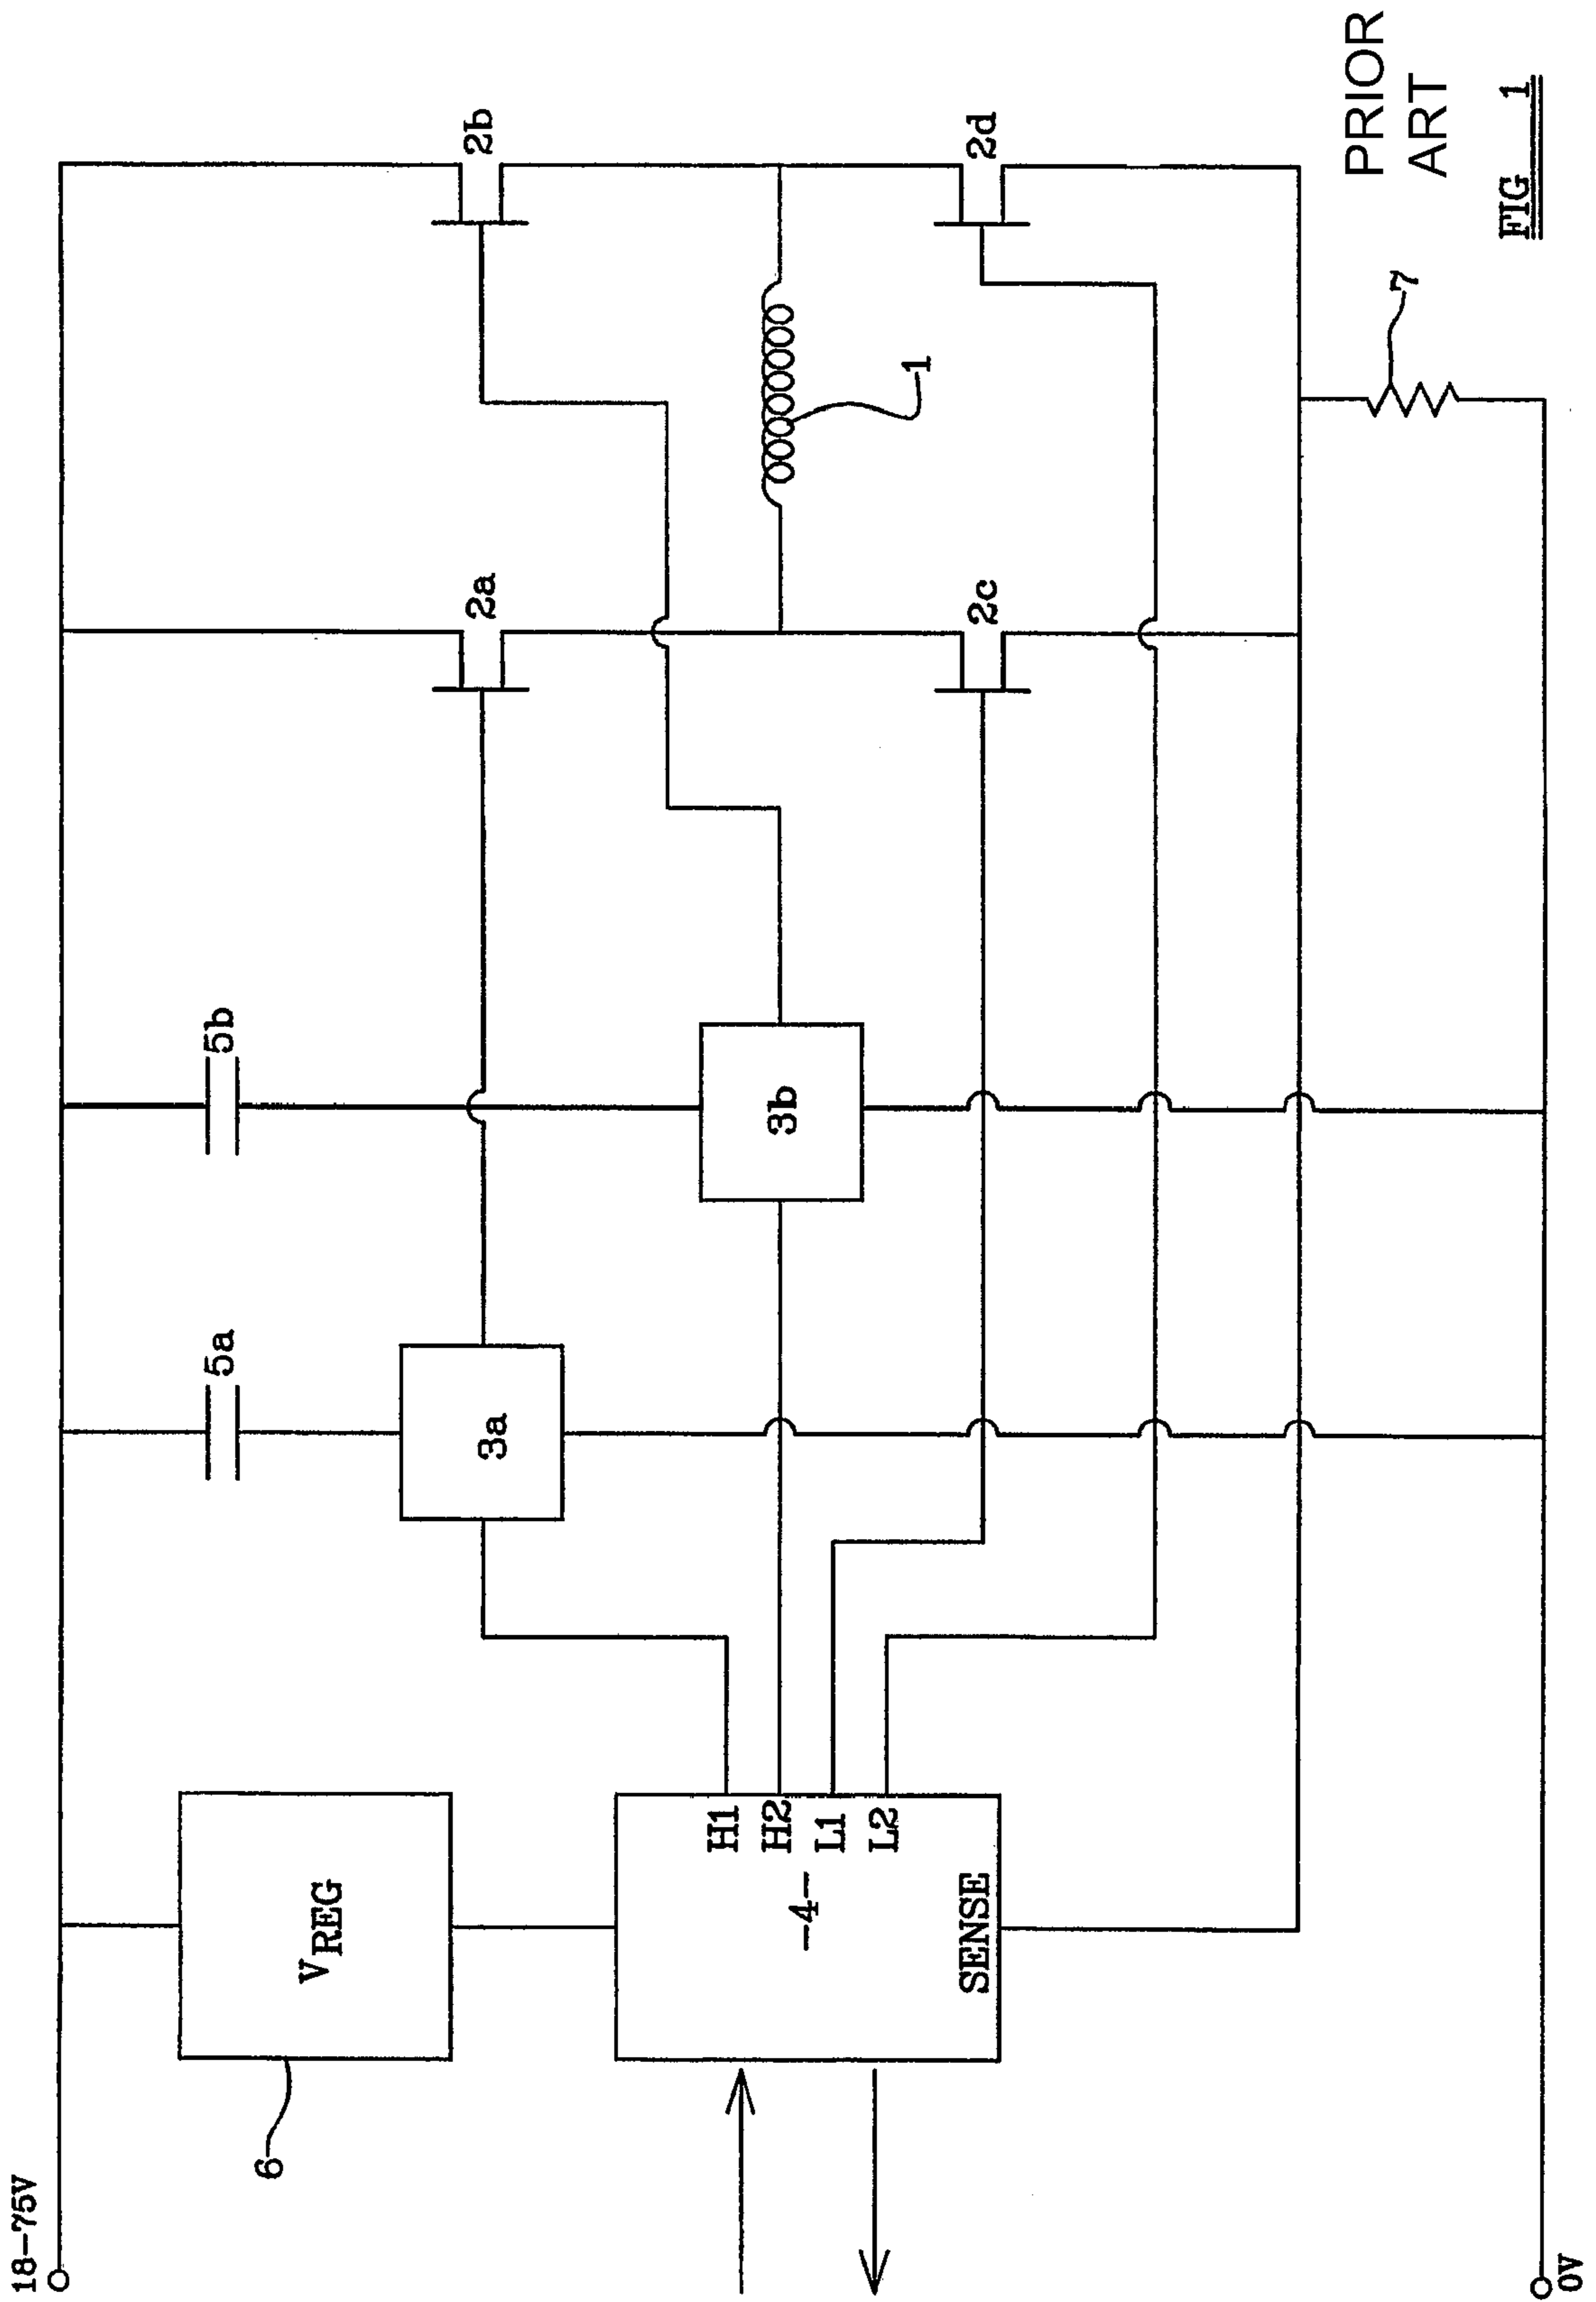 18-75V
6
VREG
-4-
H1
H2
L1
L2
SENSE
5a
5b
3a
3b
2a
2b
2c
2d
1
7
0V
PRIOR
ART
FIG 1